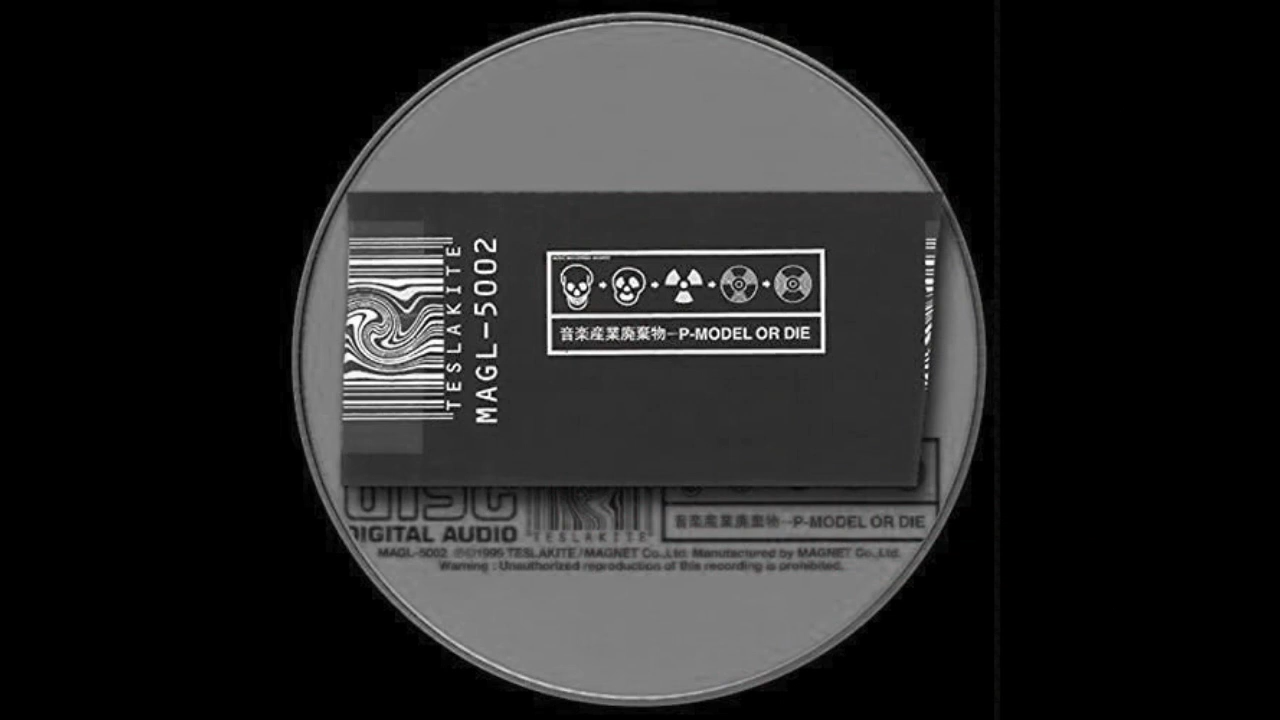 TESLAKITE
MAGL-5002
音楽産業廃棄物—P-MODEL OR DIE
DISC
DIGITAL AUDIO
TESLAKITE
音楽産業廃棄物—P-MODEL OR DIE
MAGL-5002 ℗©1999 TESLAKITE/MAGNET Co.,Ltd. Manufactured by MAGNET Co.,Ltd.
Warning : Unauthorized reproduction of this recording is prohibited.